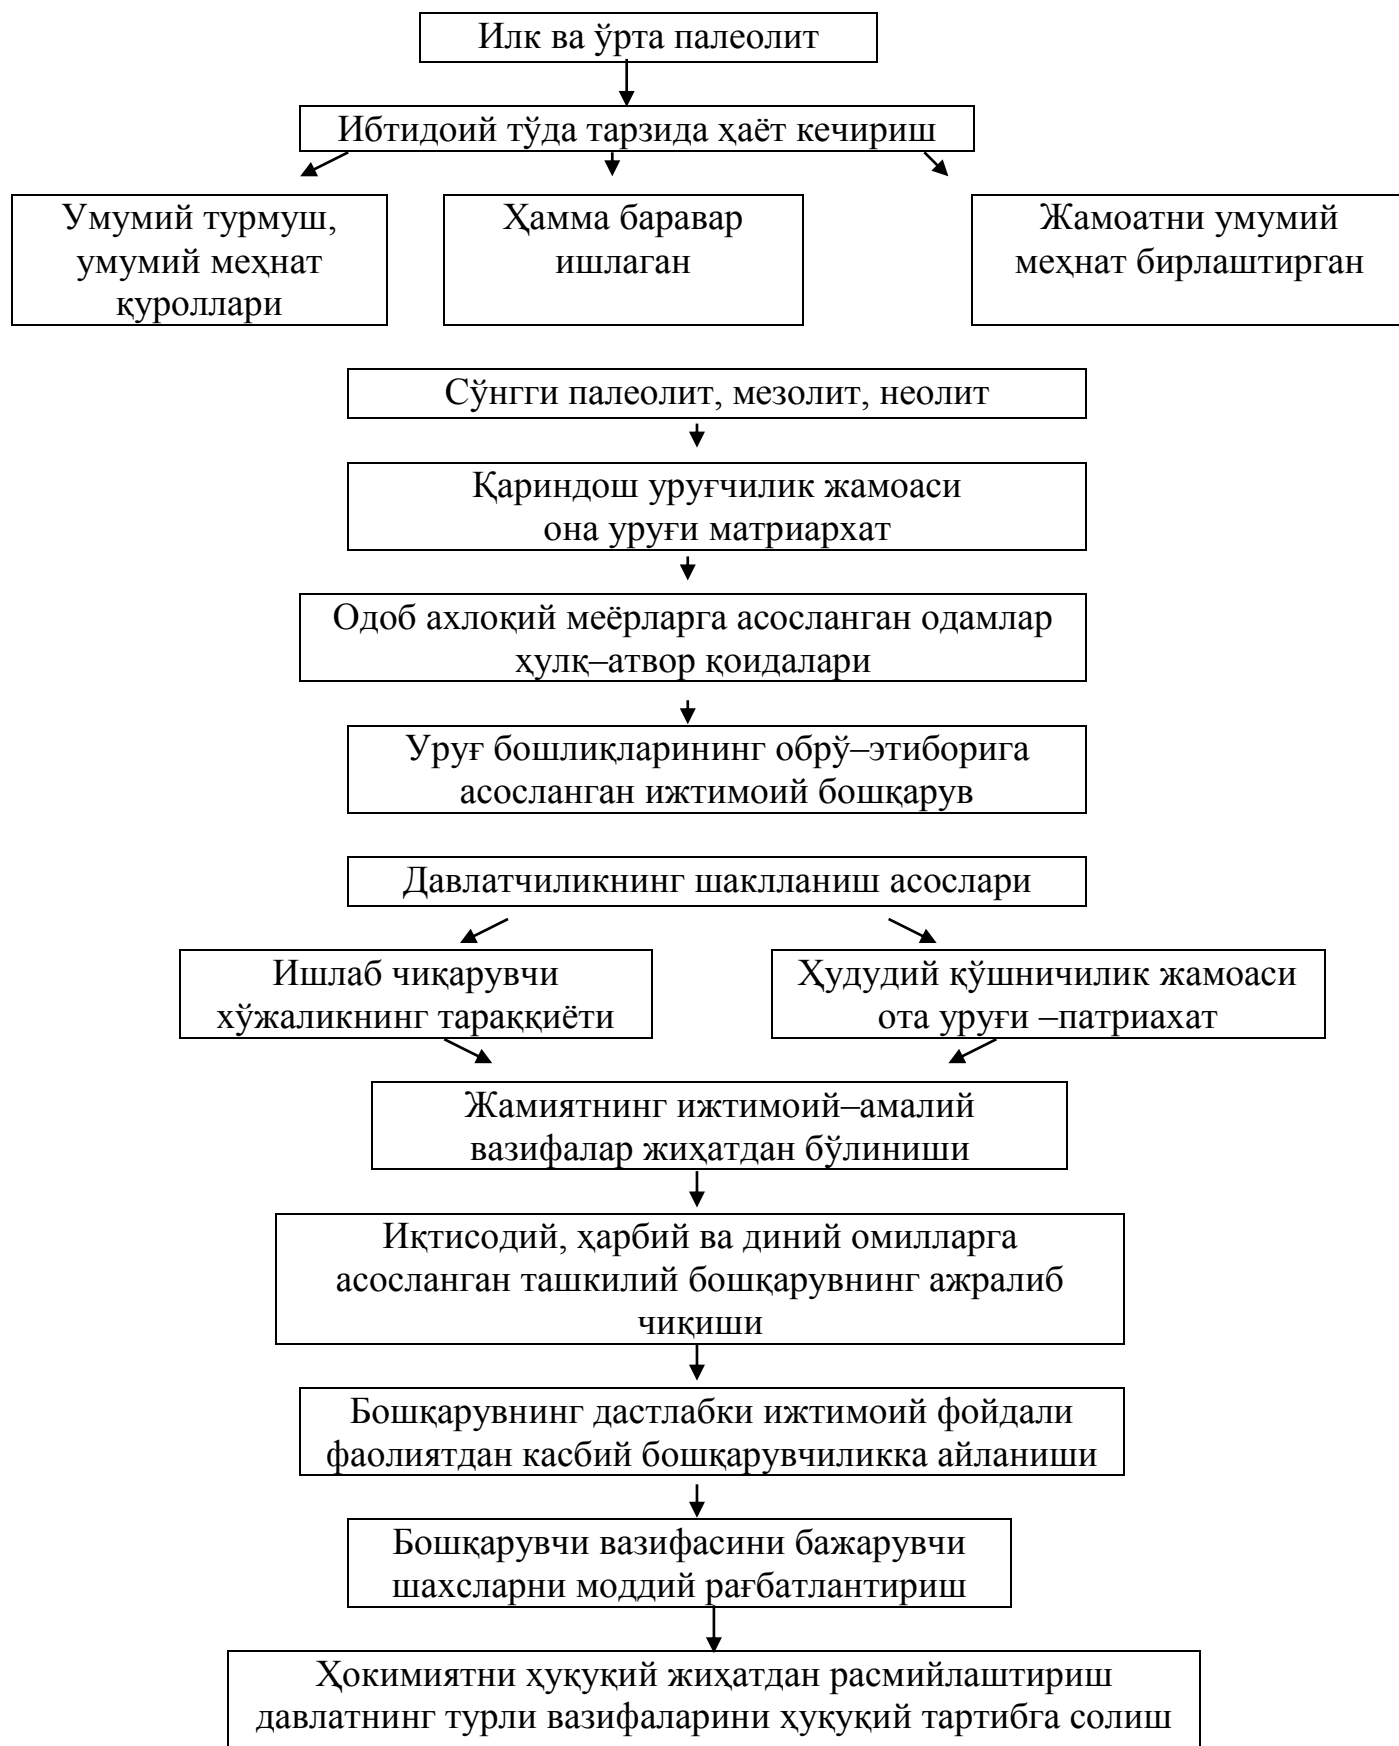 Илк ва ўрта палеолит
Ибтидоий тўда тарзида ҳаёт кечириш
Умумий турмуш,
умумий меҳнат
қуроллари
Ҳамма баравар
ишлаган
Жамоатни умумий
меҳнат бирлаштирган
Сўнгги палеолит, мезолит, неолит
Қариндош уруғчилик жамоаси
она уруғи матриархат
Одоб ахлоқий меёрларга асосланган одамлар
ҳулқ–атвор қоидалари
Уруғ бошлиқларининг обрў–этиборига
асосланган ижтимоий бошқарув
Давлатчиликнинг шаклланиш асослари
Ишлаб чиқарувчи
хўжаликнинг тараққиёти
Ҳудудий қўшничилик жамоаси
ота уруғи –патриахат
Жамиятнинг ижтимоий–амалий
вазифалар жиҳатдан бўлиниши
Иқтисодий, ҳарбий ва диний омилларга
асосланган ташкилий бошқарувнинг ажралиб
чиқиши
Бошқарувнинг дастлабки ижтимоий фойдали
фаолиятдан касбий бошқарувчиликка айланиши
Бошқарувчи вазифасини бажарувчи
шахсларни моддий рағбатлантириш
Ҳокимиятни ҳуқуқий жиҳатдан расмийлаштириш
давлатнинг турли вазифаларини ҳуқуқий тартибга солиш